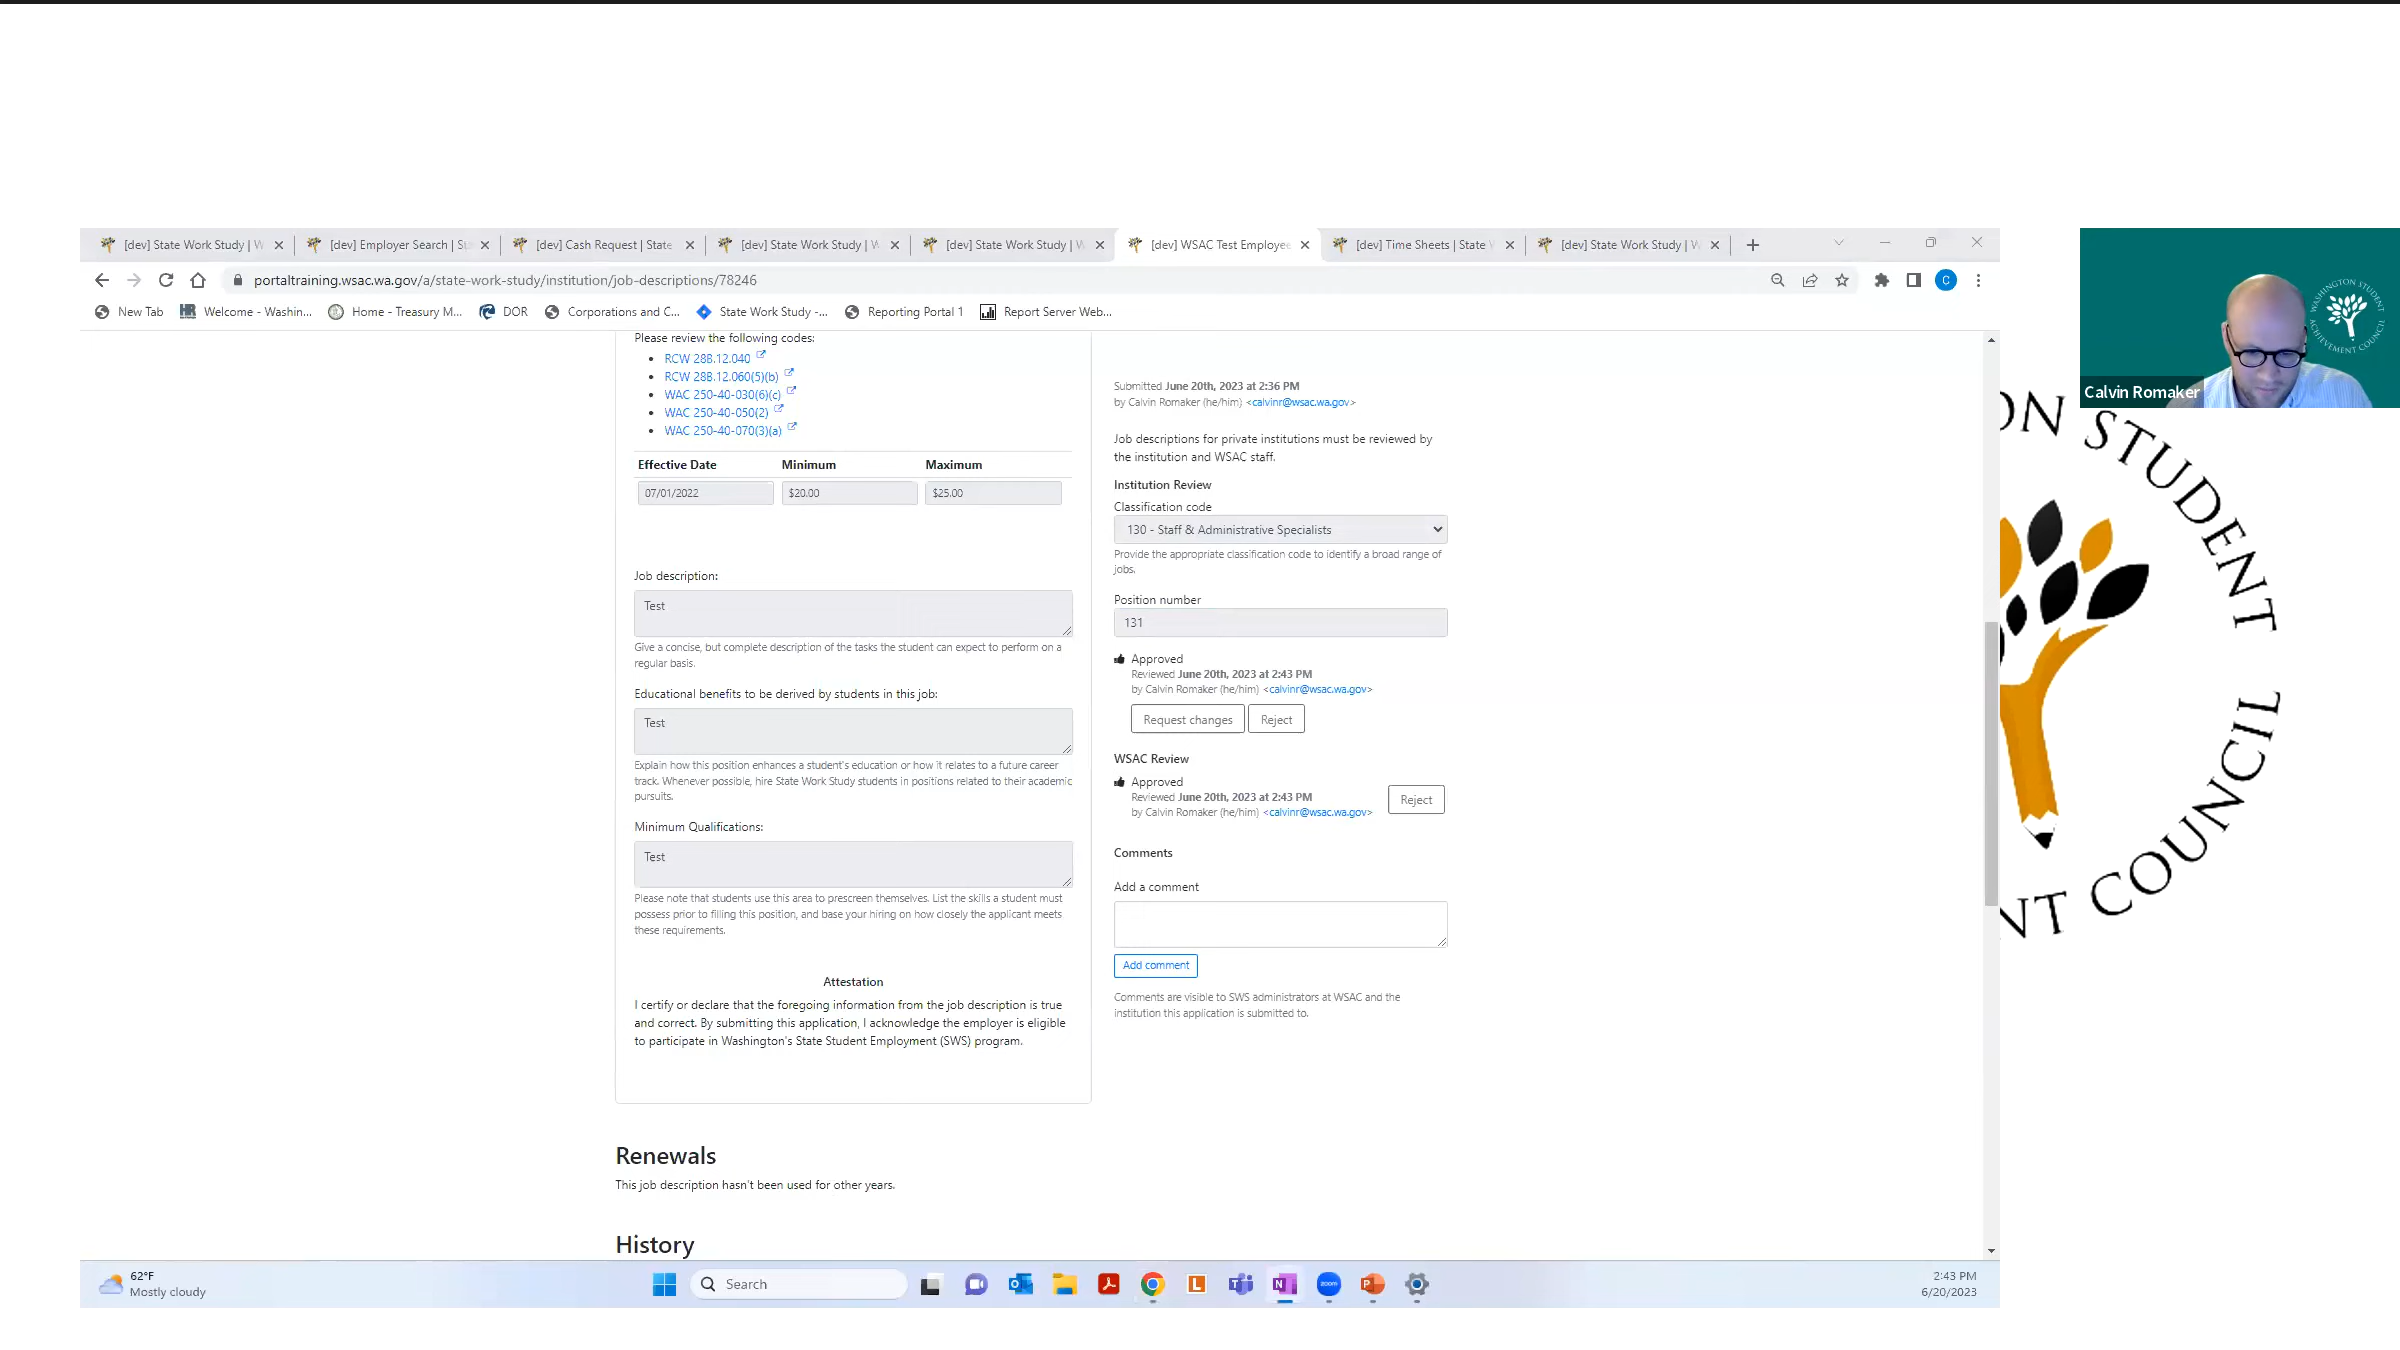 [dev] State Work Study | W
[dev] Employer Search | St
[dev] Cash Request | State
[dev] State Work Study | W
[dev] State Work Study | W
[dev] WSAC Test Employee
[dev] Time Sheets | State W
[dev] State Work Study | W
portaltraining.wsac.wa.gov/a/state-work-study/institution/job-descriptions/78246
C
New Tab
HR
Welcome - Washin...
Home - Treasury M...
DOR
Corporations and C...
State Work Study -...
Reporting Portal 1
Report Server Web...
Please review the following codes:
RCW 28B.12.040
RCW 28B.12.060(5)(b)
WAC 250-40-030(6)(c)
WAC 250-40-050(2)
WAC 250-40-070(3)(a)
Effective Date Minimum Maximum
07/01/2022 $20.00 $25.00
Job description:
Test
Give a concise, but complete description of the tasks the student can expect to perform on a
regular basis.
Educational benefits to be derived by students in this job:
Test
Explain how this position enhances a student's education or how it relates to a future career
track. Whenever possible, hire State Work Study students in positions related to their academic
pursuits.
Minimum Qualifications:
Test
Please note that students use this area to prescreen themselves. List the skills a student must
possess prior to filling this position, and base your hiring on how closely the applicant meets
these requirements.
Attestation
I certify or declare that the foregoing information from the job description is true
and correct. By submitting this application, I acknowledge the employer is eligible
to participate in Washington's State Student Employment (SWS) program.
Renewals
This job description hasn't been used for other years.
History
Submitted June 20th, 2023 at 2:36 PM
by Calvin Romaker (he/him) <calvinr@wsac.wa.gov>
Job descriptions for private institutions must be reviewed by
the institution and WSAC staff.
Institution Review
Classification code
130 - Staff & Administrative Specialists
Provide the appropriate classification code to identify a broad range of
jobs.
Position number
131
Approved
Reviewed June 20th, 2023 at 2:43 PM
by Calvin Romaker (he/him) <calvinr@wsac.wa.gov>
Request changes Reject
WSAC Review
Approved
Reviewed June 20th, 2023 at 2:43 PM
by Calvin Romaker (he/him) <calvinr@wsac.wa.gov>
Reject
Comments
Add a comment
Add comment
Comments are visible to SWS administrators at WSAC and the
institution this application is submitted to.
WASHINGTON STUDENT
ACHIEVEMENT COUNCIL
Calvin Romaker
ON STUDENT
NT COUNCIL
62°F
Mostly cloudy
Search
L
T
N
zoom
P
2:43 PM
6/20/2023